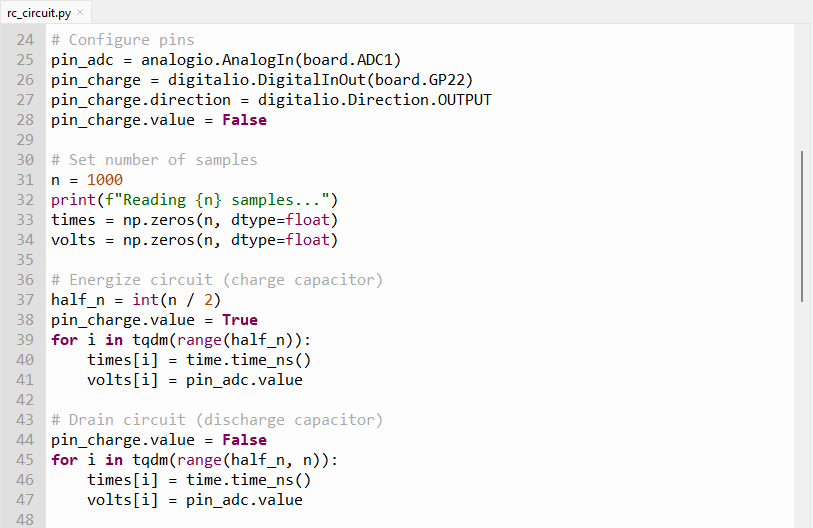 rc_circuit.py ×
24 # Configure pins
25 pin_adc = analogio.AnalogIn(board.ADC1)
26 pin_charge = digitalio.DigitalInOut(board.GP22)
27 pin_charge.direction = digitalio.Direction.OUTPUT
28 pin_charge.value = False
29
30 # Set number of samples
31 n = 1000
32 print(f"Reading {n} samples...")
33 times = np.zeros(n, dtype=float)
34 volts = np.zeros(n, dtype=float)
35
36 # Energize circuit (charge capacitor)
37 half_n = int(n / 2)
38 pin_charge.value = True
39 for i in tqdm(range(half_n)):
40     times[i] = time.time_ns()
41     volts[i] = pin_adc.value
42
43 # Drain circuit (discharge capacitor)
44 pin_charge.value = False
45 for i in tqdm(range(half_n, n)):
46     times[i] = time.time_ns()
47     volts[i] = pin_adc.value
48